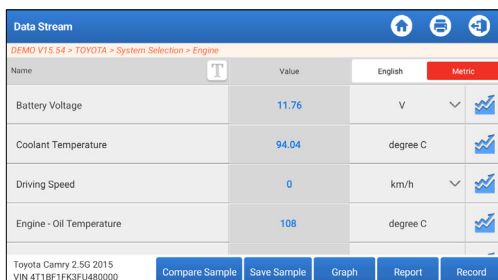 Data Stream
DEMO V15.54 > TOYOTA > System Selection > Engine
Name T Value English Metric
Battery Voltage 11.76 V
Coolant Temperature 94.04 degree C
Driving Speed 0 km/h
Engine - Oil Temperature 108 degree C
Toyota Camry 2.5G 2015
VIN 4T1BF1FK3FU480000
Compare Sample Save Sample Graph Report Record